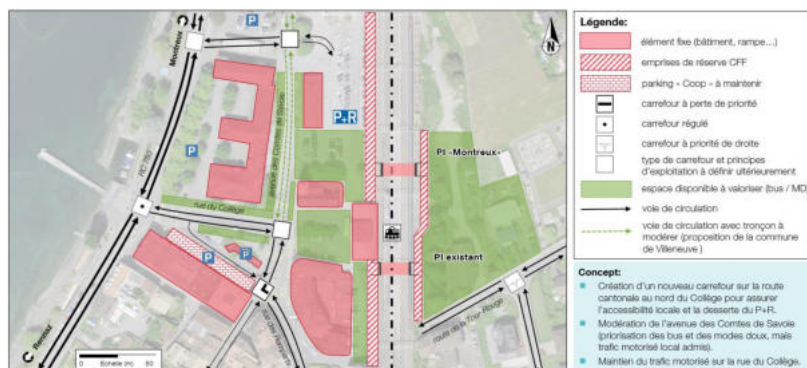 Montreux
P
P
P
N
RC 780
avenue des Comtes de Savoie
P+R
PI «Montreux»
rue du Collège
P
P
PI existant
rue des Remparts
route de la Tour-Rouge
Rennaz
0 Echelle (m) 50
Légende:
élément fixe (bâtiment, rampe...)
emprises de réserve CFF
parking « Coop » à maintenir
carrefour à perte de priorité
carrefour régulé
carrefour à priorité de droite
type de carrefour et principes
d'exploitation à définir ultérieurement
espace disponible à valoriser (bus / MD)
voie de circulation
voie de circulation avec tronçon à
modérer (proposition de la commune
de Villeneuve )
Concept:
Création d'un nouveau carrefour sur la route
cantonale au nord du Collège pour assurer
l'accessibilité locale et la desserte du P+R.
Modération de l'avenue des Comtes de Savoie
(priorisation des bus et des modes doux, mais
trafic motorisé local admis).
Maintien du trafic motorisé sur la rue du Collège.